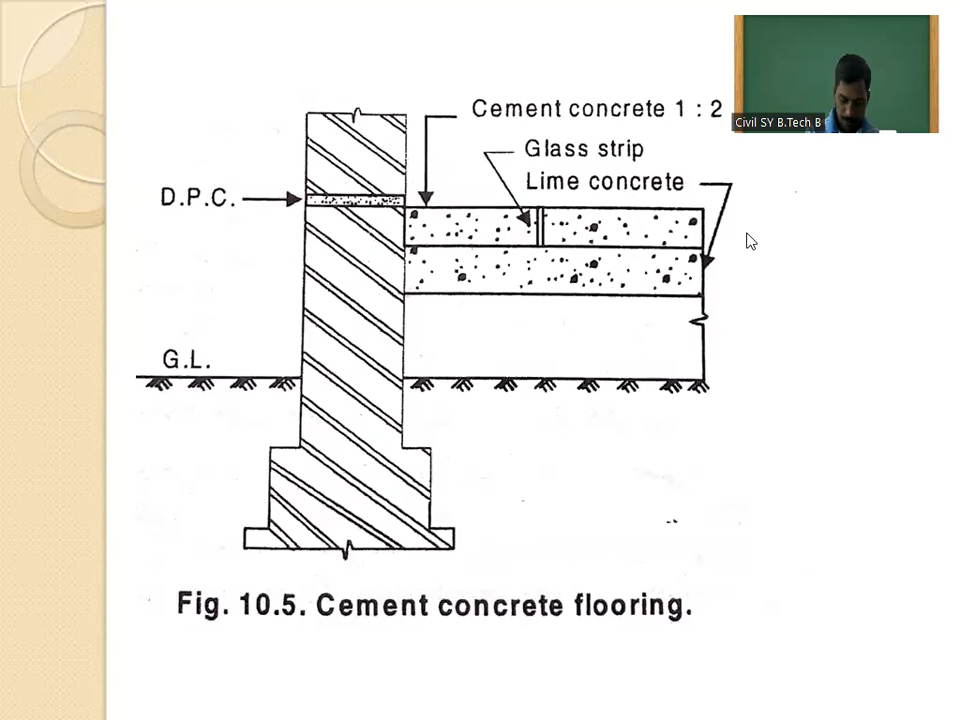 Civil SY B.Tech B
Cement concrete 1 : 2
Glass strip
Lime concrete
D.P.C.
G.L.
Fig. 10.5. Cement concrete flooring.